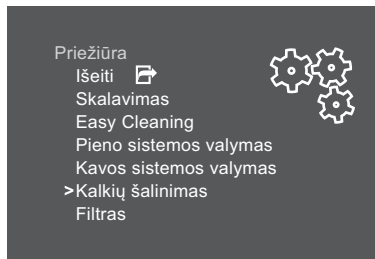 Priežiūra
Išeiti
Skalavimas
Easy Cleaning
Pieno sistemos valymas
Kavos sistemos valymas
>Kalkių šalinimas
Filtras